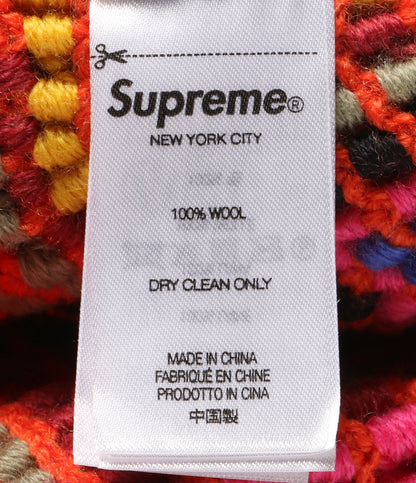 Supreme®
NEW YORK CITY
100% WOOL
DRY CLEAN ONLY
MADE IN CHINA
FABRIQUÉ EN CHINE
PRODOTTO IN CINA
中国製